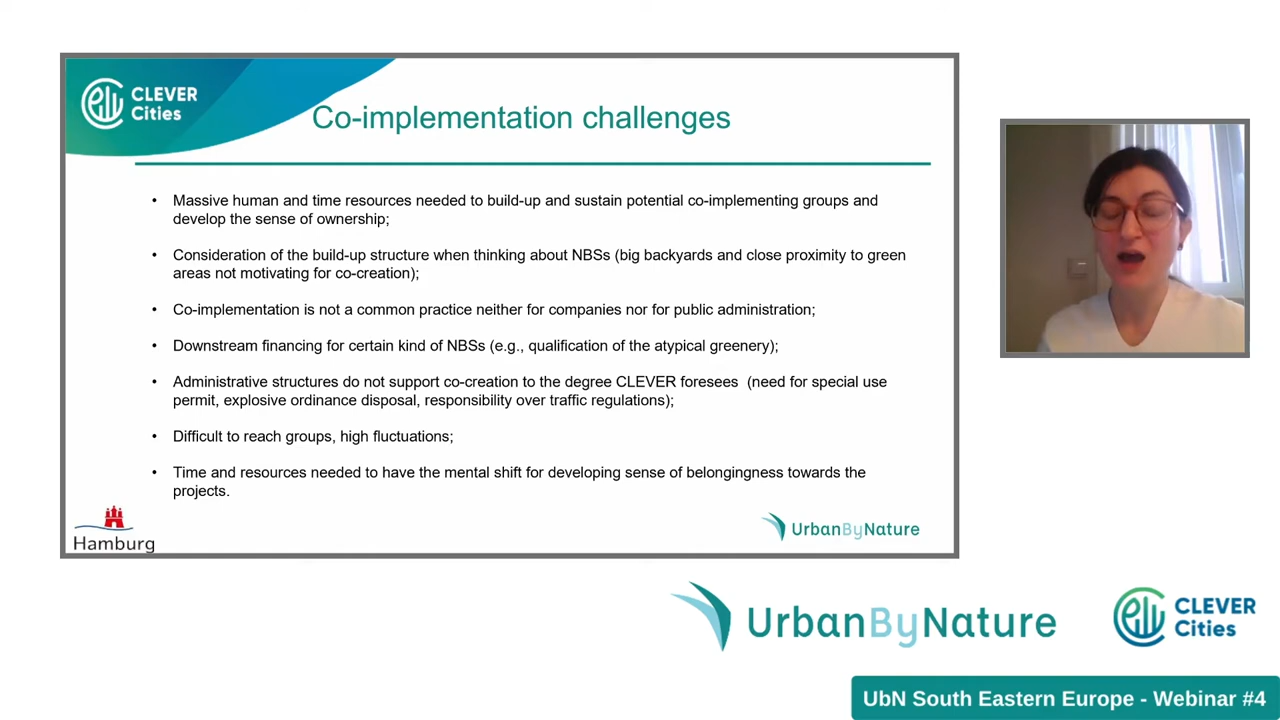 CLEVER
Cities
Co-implementation challenges
• Massive human and time resources needed to build-up and sustain potential co-implementing groups and
develop the sense of ownership;
• Consideration of the build-up structure when thinking about NBSs (big backyards and close proximity to green
areas not motivating for co-creation);
• Co-implementation is not a common practice neither for companies nor for public administration;
• Downstream financing for certain kind of NBSs (e.g., qualification of the atypical greenery);
• Administrative structures do not support co-creation to the degree CLEVER foresees (need for special use
permit, explosive ordinance disposal, responsibility over traffic regulations);
• Difficult to reach groups, high fluctuations;
• Time and resources needed to have the mental shift for developing sense of belongingness towards the
projects.
Hamburg
UrbanByNature
UrbanByNature
CLEVER
Cities
UbN South Eastern Europe - Webinar #4